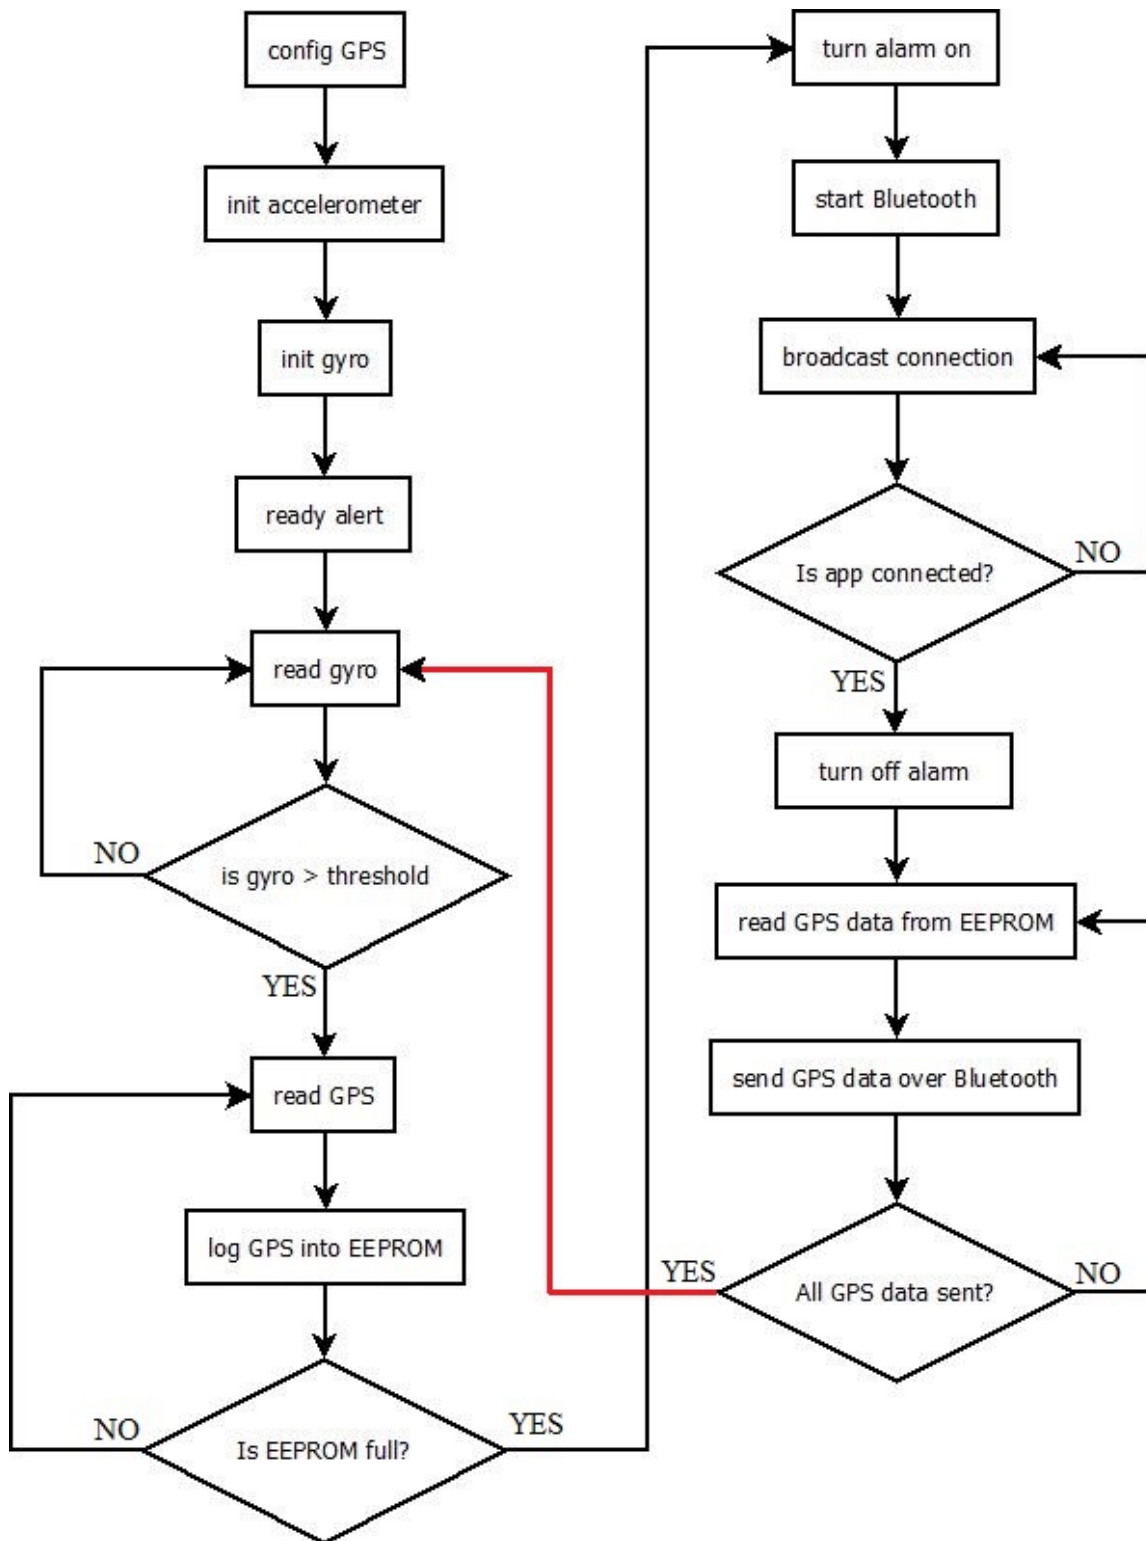 config GPS
init accelerometer
init gyro
ready alert
read gyro
NO
is gyro > threshold
YES
read GPS
log GPS into EEPROM
NO
YES
Is EEPROM full?
turn alarm on
start Bluetooth
broadcast connection
NO
Is app connected?
YES
turn off alarm
read GPS data from EEPROM
send GPS data over Bluetooth
YES
NO
All GPS data sent?